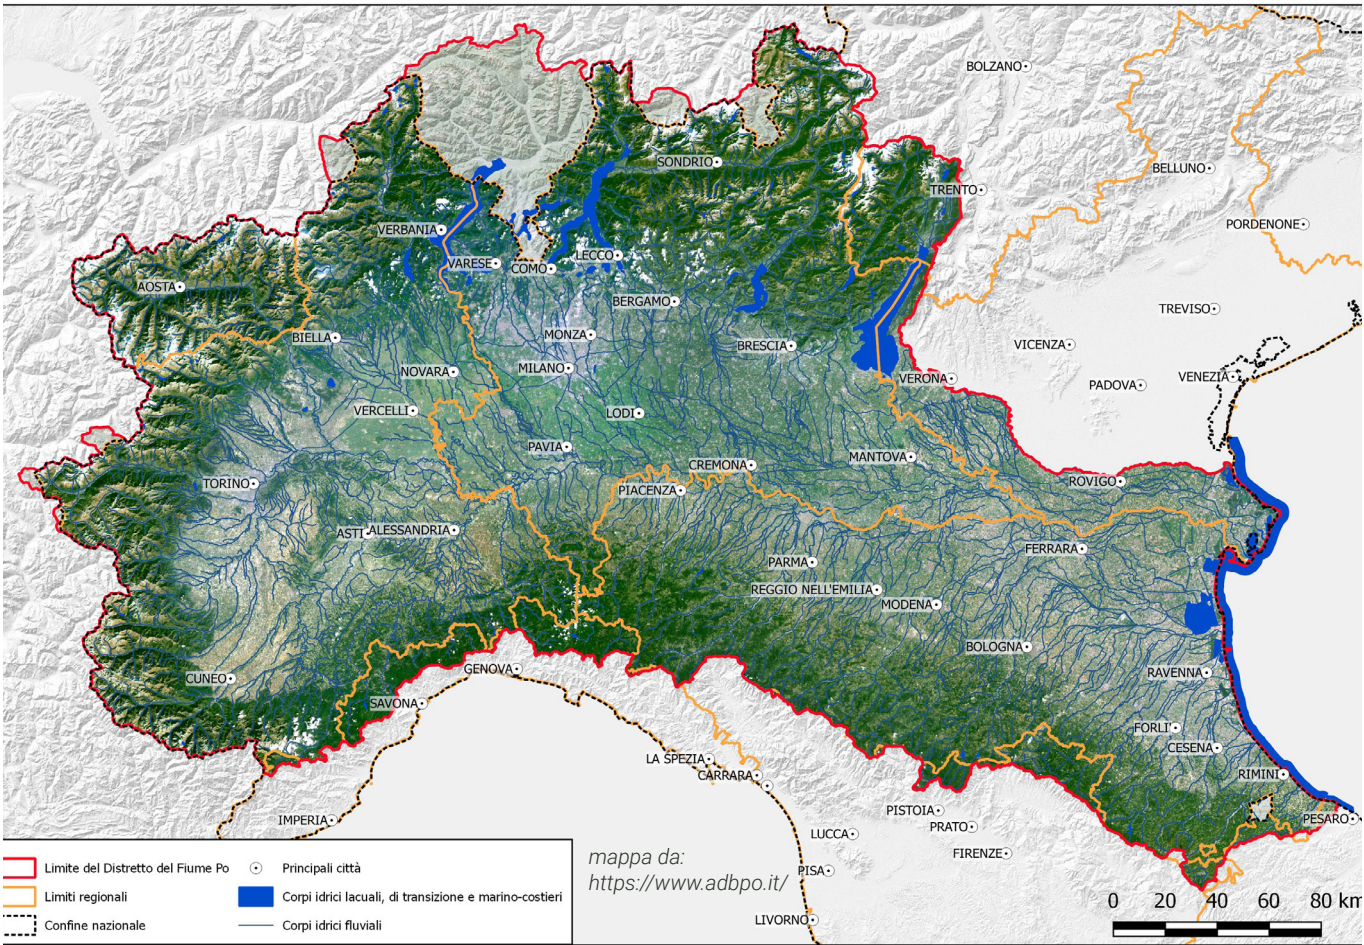 BOLZANO
SONDRIO
BELLUNO
TRENTO
PORDENONE
VERBANIA
VARESE
COMO
LECCO
AOSTA
BERGAMO
TREVISO
BIELLA
MONZA
BRESCIA
VICENZA
NOVARA
MILANO
VERONA
PADOVA
VENEZIA
VERCELLI
LODI
PAVIA
CREMONA
MANTOVA
TORINO
PIACENZA
ROVIGO
ASTI
ALESSANDRIA
FERRARA
PARMA
REGGIO NELL'EMILIA
MODENA
BOLOGNA
GENOVA
CUNEO
RAVENNA
SAVONA
FORLI'
CESENA
LA SPEZIA
CARRARA
RIMINI
IMPERIA
PISTOIA
PESARO
LUCCA
PRATO
FIRENZE
PISA
LIVORNO
Limite del Distretto del Fiume Po
Principali città
Limiti regionali
Corpi idrici lacuali, di transizione e marino-costieri
Confine nazionale
Corpi idrici fluviali
mappa da:
https://www.adbpo.it/
0 20 40 60 80 km